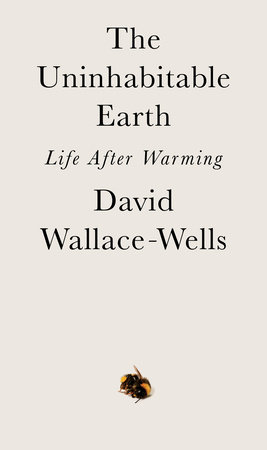 The
Uninhabitable
Earth
Life After Warming
David
Wallace-Wells